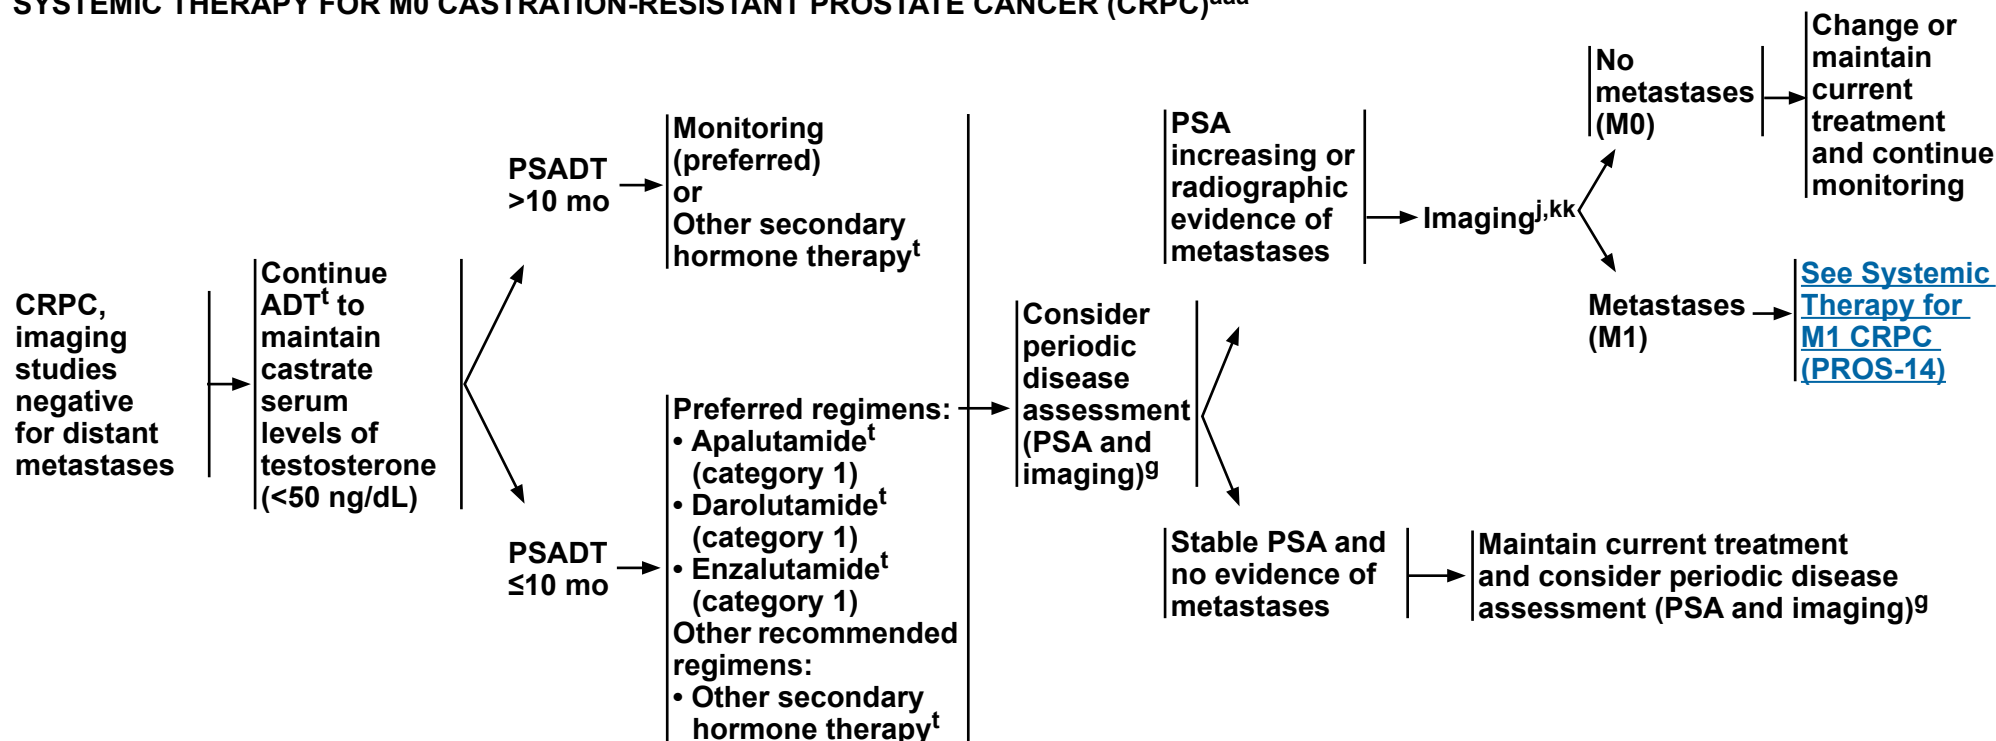 SYSTEMIC THERAPY FOR M0 CASTRATION-RESISTANT PROSTATE CANCER (CRPC)aaa
CRPC,
imaging
studies
negative
for distant
metastases
Continue
ADTt to
maintain
castrate
serum
levels of
testosterone
(<50 ng/dL)
PSADT
>10 mo
Monitoring
(preferred)
or
Other secondary
hormone therapyt
PSADT
≤10 mo
Preferred regimens:
• Apalutamidet
(category 1)
• Darolutamidet
(category 1)
• Enzalutamidet
(category 1)
Other recommended
regimens:
• Other secondary
hormone therapyt
Consider
periodic
disease
assessment
(PSA and
imaging)g
PSA
increasing or
radiographic
evidence of
metastases
Imagingj,kk
No
metastases
(M0)
Change or
maintain
current
treatment
and continue
monitoring
Metastases
(M1)
See Systemic
Therapy for
M1 CRPC
(PROS-14)
Stable PSA and
no evidence of
metastases
Maintain current treatment
and consider periodic disease
assessment (PSA and imaging)g